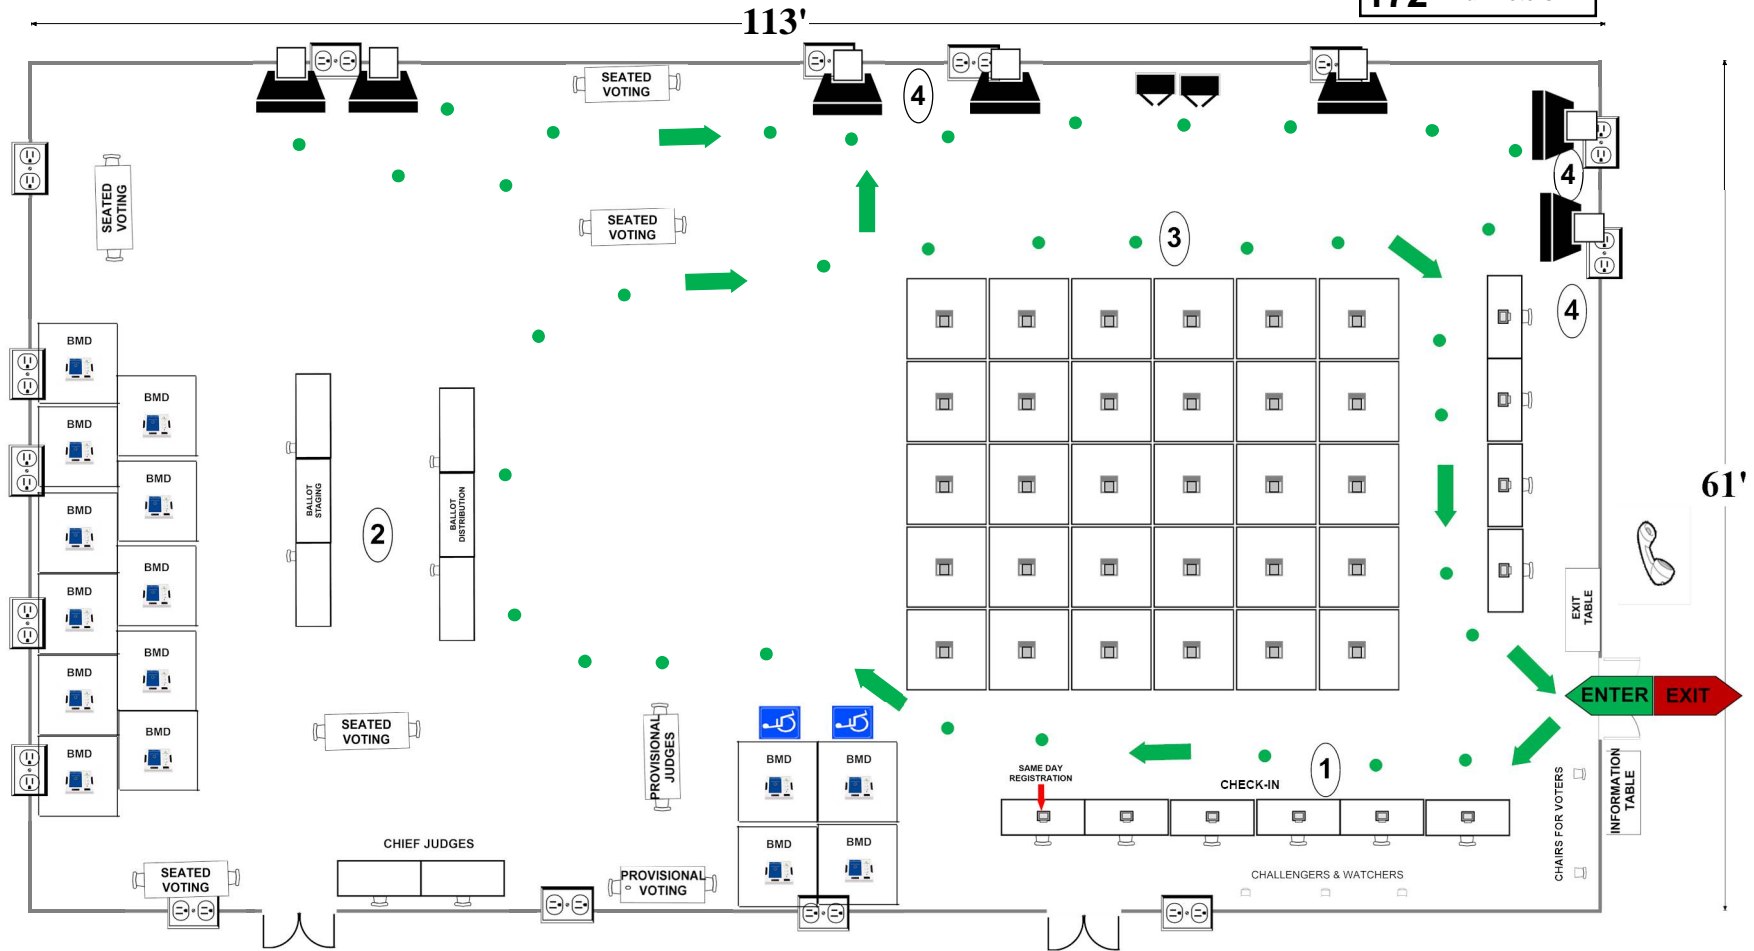 172
113'
SEATED
VOTING
4
SEATED
VOTING
4
SEATED
VOTING
3
4
61'
BMD
BMD
BMD
BMD
BMD
BMD
BMD
BMD
BMD
BMD
BMD
BALLOT
STAGING
2
BALLOT
DISTRIBUTION
EXIT
TABLE
ENTER
EXIT
SEATED
VOTING
PROVISIONAL
JUDGES
BMD
BMD
BMD
BMD
SAME DAY
REGISTRATION
CHECK-IN
1
CHAIRS FOR VOTERS
INFORMATION
TABLE
CHIEF JUDGES
SEATED
VOTING
PROVISIONAL
VOTING
CHALLENGERS & WATCHERS